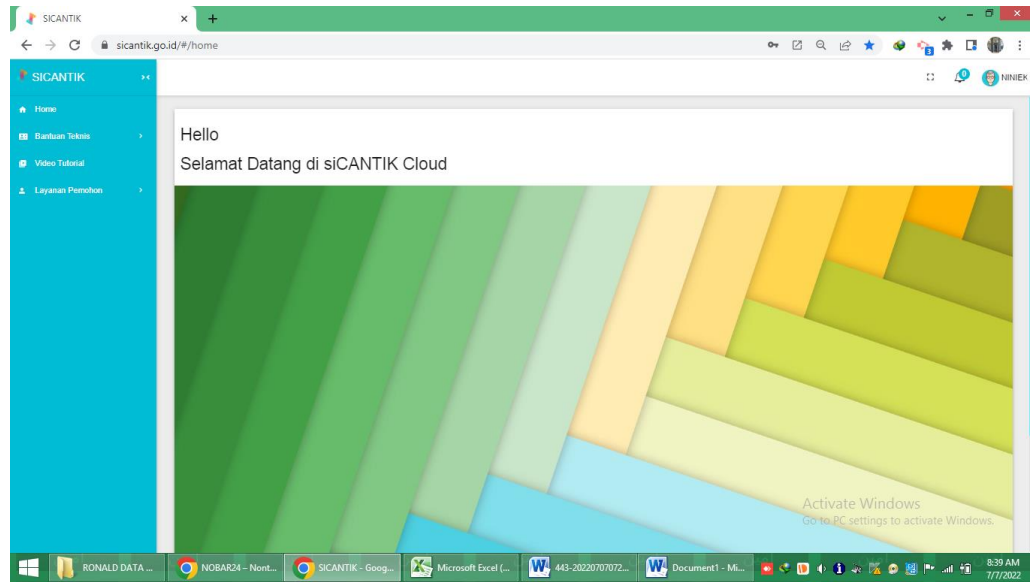 SICANTIK
sicantik.go.id/#/home
3
SICANTIK
0
NINIEK
Home
Bantuan Teknis
Video Tutorial
Layanan Pemohon
Hello
Selamat Datang di siCANTIK Cloud
Activate Windows
Go to PC settings to activate Windows.
RONALD DATA ...
NOBAR24 – Nont...
SICANTIK - Goog...
Microsoft Excel (...
443-20220707072...
Document1 - Mi...
8:39 AM
7/7/2022